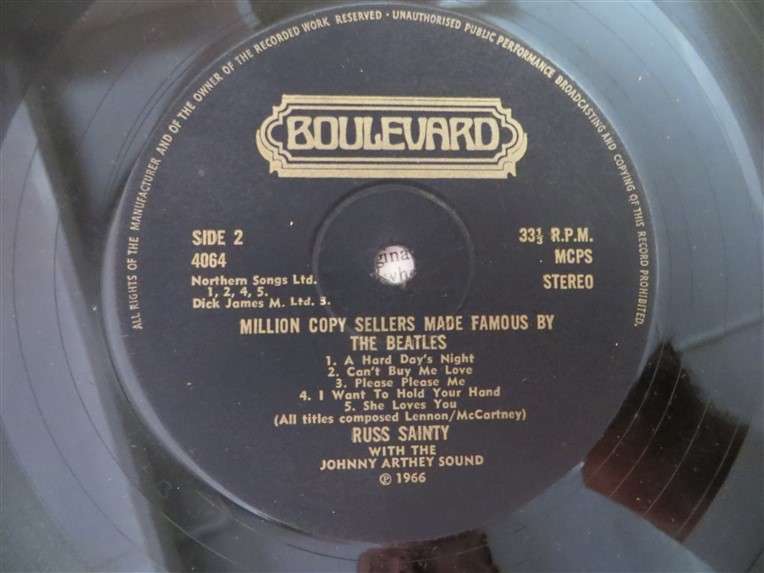 ALL RIGHTS OF THE MANUFACTURER AND OF THE OWNER OF THE RECORDED WORK RESERVED · UNAUTHORISED PUBLIC PERFORMANCE BROADCASTING AND COPYING OF THIS RECORD PROHIBITED.
BOULEVARD
SIDE 2
4064
Northern Songs Ltd.
1, 2, 4, 5.
Dick James M. Ltd. 3.
33⅓ R.P.M.
MCPS
STEREO
MILLION COPY SELLERS MADE FAMOUS BY
THE BEATLES
1. A Hard Day's Night
2. Can't Buy Me Love
3. Please Please Me
4. I Want To Hold Your Hand
5. She Loves You
(All titles composed Lennon/McCartney)
RUSS SAINTY
WITH THE
JOHNNY ARTHEY SOUND
℗ 1966